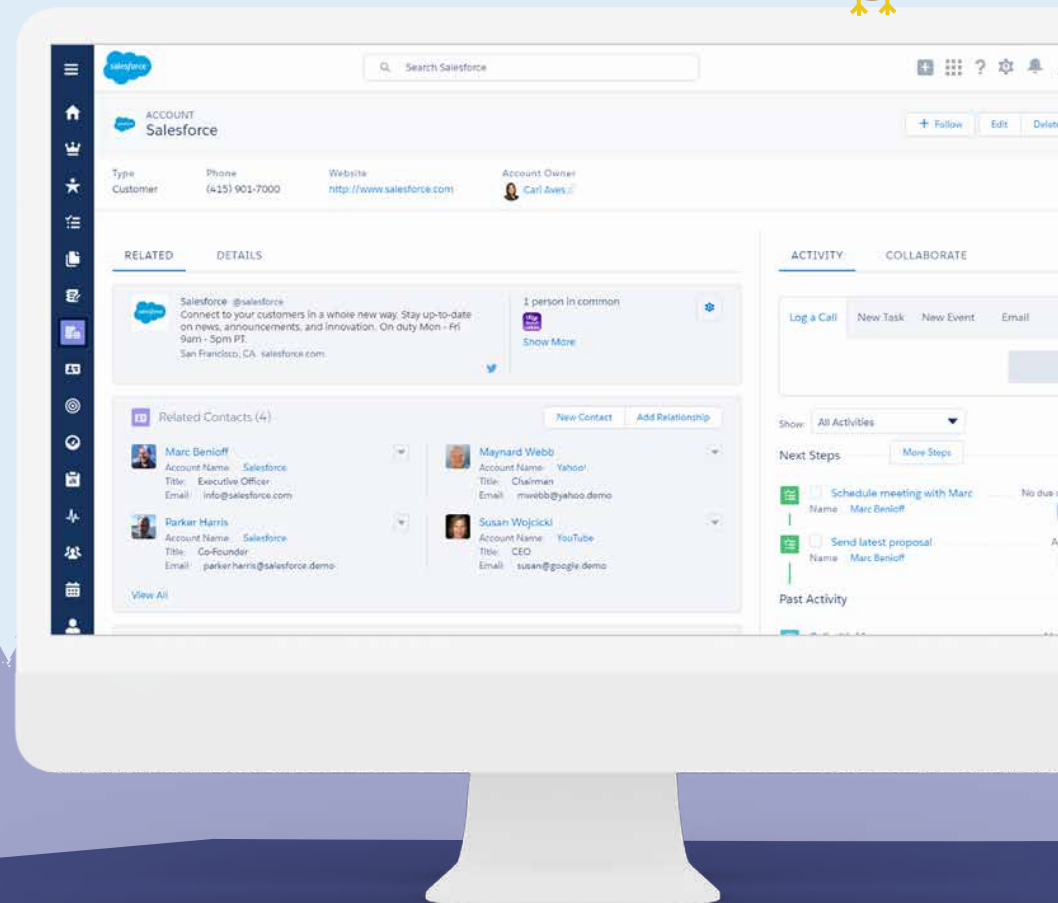 salesforce
Search Salesforce
ACCOUNT
Salesforce
+ Follow
Edit
Delete
Type
Customer
Phone
(415) 901-7000
Website
http://www.salesforce.com
Account Owner
Carl Aves
RELATED
DETAILS
Salesforce @salesforce
Connect to your customers in a whole new way. Stay up-to-date
on news, announcements, and innovation. On duty Mon - Fri
9am - 5pm PT.
San Francisco, CA salesforce.com
1 person in common
Show More
Related Contacts (4)
New Contact
Add Relationship
Marc Benioff
Account Name: Salesforce
Title: Executive Officer
Email: info@salesforce.com
Maynard Webb
Account Name: Yahoo!
Title: Chairman
Email: mwebb@yahoo.demo
Parker Harris
Account Name: Salesforce
Title: Co-Founder
Email: parker.harris@salesforce.demo
Susan Wojcicki
Account Name: YouTube
Title: CEO
Email: susan@google.demo
View All
ACTIVITY
COLLABORATE
Log a Call
New Task
New Event
Email
Show: All Activities
Next Steps
More Steps
Schedule meeting with Marc
No due
Name Marc Benioff
Send latest proposal
A
Name Marc Benioff
Past Activity